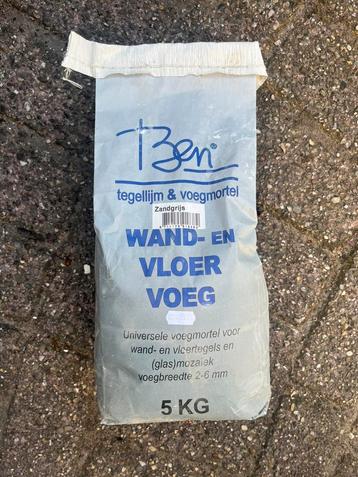 Ben®
tegellijm & voegmortel
Zandgrijs
WAND- EN
VLOER
VOEG
Universele voegmortel voor
wand- en vloertegels en
(glas)mozaïek
voegbreedte 2-6 mm
5 KG